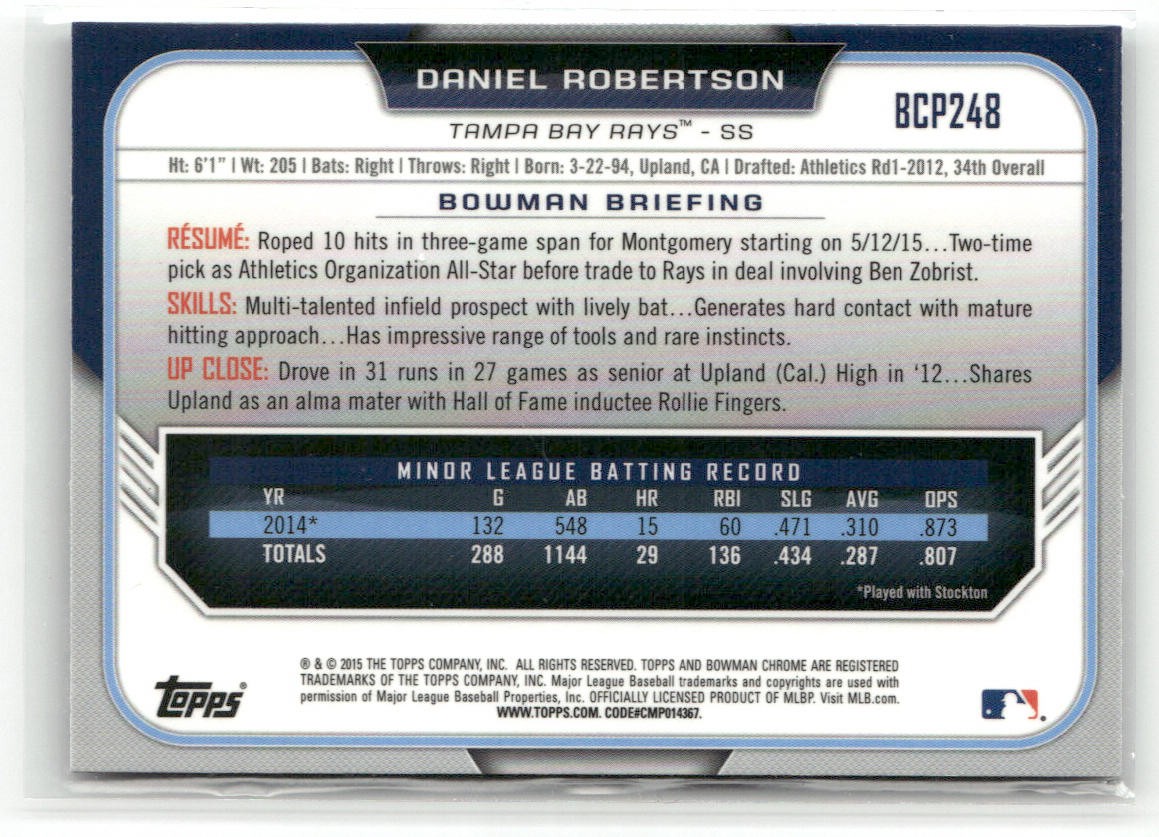 DANIEL ROBERTSON
BCP248
TAMPA BAY RAYS™ - SS
Ht: 6'1" | Wt: 205 | Bats: Right | Throws: Right | Born: 3-22-94, Upland, CA | Drafted: Athletics Rd1-2012, 34th Overall
BOWMAN BRIEFING
RÉSUMÉ: Roped 10 hits in three-game span for Montgomery starting on 5/12/15...Two-time
pick as Athletics Organization All-Star before trade to Rays in deal involving Ben Zobrist.
SKILLS: Multi-talented infield prospect with lively bat...Generates hard contact with mature
hitting approach...Has impressive range of tools and rare instincts.
UP CLOSE: Drove in 31 runs in 27 games as senior at Upland (Cal.) High in '12...Shares
Upland as an alma mater with Hall of Fame inductee Rollie Fingers.
MINOR LEAGUE BATTING RECORD
YR G AB HR RBI SLG AVG OPS
2014* 132 548 15 60 .471 .310 .873
TOTALS 288 1144 29 136 .434 .287 .807
*Played with Stockton
® & © 2015 THE TOPPS COMPANY, INC. ALL RIGHTS RESERVED. TOPPS AND BOWMAN CHROME ARE REGISTERED
TRADEMARKS OF THE TOPPS COMPANY, INC. Major League Baseball trademarks and copyrights are used with
permission of Major League Baseball Properties, Inc. OFFICIALLY LICENSED PRODUCT OF MLBP. Visit MLB.com.
WWW.TOPPS.COM. CODE#CMP014367.
TOPPS®